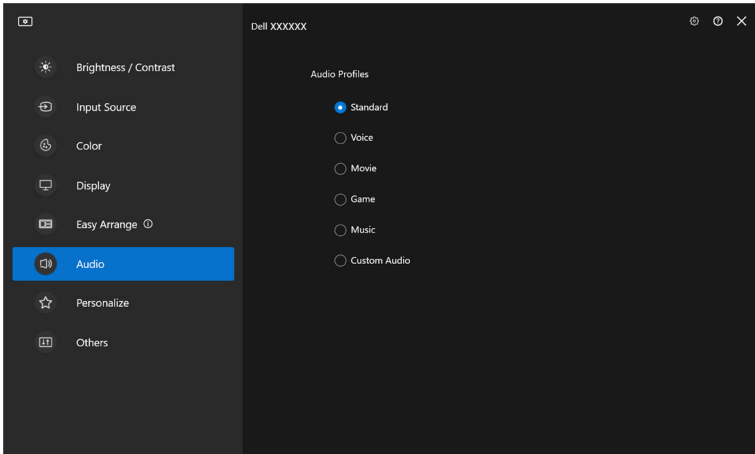 Dell XXXXXX
Brightness / Contrast
Input Source
Color
Display
Easy Arrange
Audio
Personalize
Others
Audio Profiles
Standard
Voice
Movie
Game
Music
Custom Audio